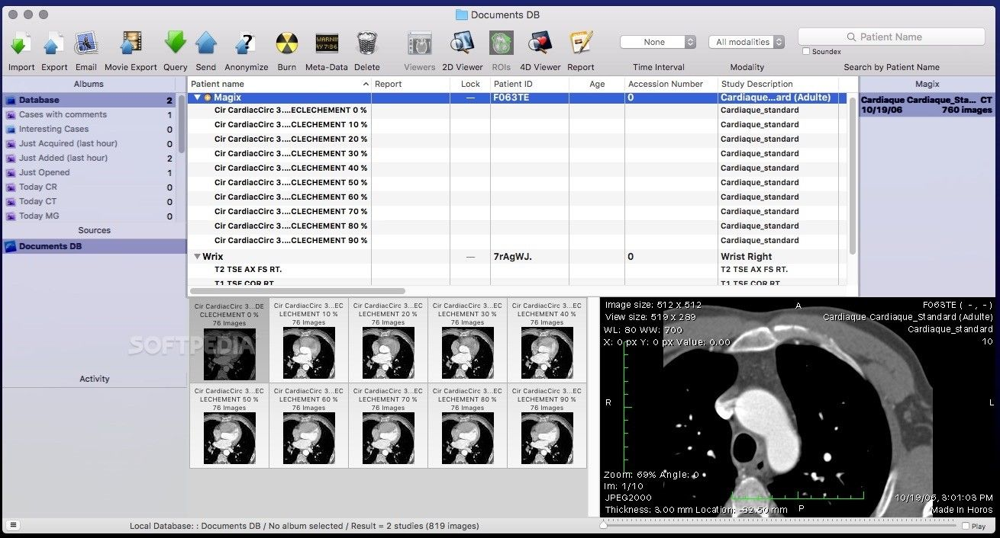 Documents DB
Import Export Email Movie Export Query Send Anonymize Burn Meta-Data Delete Viewers 2D Viewer ROIs 4D Viewer Report
None
Time Interval
All modalities
Modality
Patient Name
Soundex
Search by Patient Name
Albums
Database 2
Cases with comments 1
Interesting Cases 0
Just Acquired (last hour) 0
Just Added (last hour) 2
Just Opened 1
Today CR 0
Today CT 0
Today MG 0
Sources
Documents DB
Activity
Patient name Report Lock Patient ID Age Accession Number Study Description
Magix — F063TE 0 Cardiaque...ard (Adulte)
Cir CardiacCirc 3....ECLECHEMENT 0 % Cardiaque_standard
Cir CardiacCirc 3....CLECHEMENT 10 % Cardiaque_standard
Cir CardiacCirc 3....CLECHEMENT 20 % Cardiaque_standard
Cir CardiacCirc 3....CLECHEMENT 30 % Cardiaque_standard
Cir CardiacCirc 3....CLECHEMENT 40 % Cardiaque_standard
Cir CardiacCirc 3....CLECHEMENT 50 % Cardiaque_standard
Cir CardiacCirc 3....CLECHEMENT 60 % Cardiaque_standard
Cir CardiacCirc 3....CLECHEMENT 70 % Cardiaque_standard
Cir CardiacCirc 3....CLECHEMENT 80 % Cardiaque_standard
Cir CardiacCirc 3....CLECHEMENT 90 % Cardiaque_standard
Wrix — 7rAgWJ. 0 Wrist Right
T2 TSE AX FS RT. T2 TSE AX FS RT.
T1 TSE COR RT. T1 TSE COR RT.
Magix
Cardiaque Cardiaque_Sta... CT
10/19/06 760 images
Cir CardiacCirc 3...DE
CLECHEMENT 0 %
76 Images
Cir CardiacCirc 3...EC
LECHEMENT 10 %
76 Images
Cir CardiacCirc 3...EC
LECHEMENT 20 %
76 Images
Cir CardiacCirc 3...EC
LECHEMENT 30 %
76 Images
Cir CardiacCirc 3...EC
LECHEMENT 40 %
76 Images
SOFTPEDIA
Cir CardiacCirc 3...EC
LECHEMENT 50 %
76 Images
Cir CardiacCirc 3...EC
LECHEMENT 60 %
76 Images
Cir CardiacCirc 3...EC
LECHEMENT 70 %
76 Images
Cir CardiacCirc 3...EC
LECHEMENT 80 %
76 Images
Cir CardiacCirc 3...EC
LECHEMENT 90 %
76 Images
Image size: 512 x 512
View size: 519 x 289
WL: 80 WW: 700
X: 0 px Y: 0 px Value: 0.00
A
F063TE ( - , - )
Cardiaque Cardiaque_Standard (Adulte)
Cardiaque_standard
10
R
L
Zoom: 69% Angle: 0
Im: 1/10
JPEG2000
Thickness: 3.00 mm Location: -82.50 mm
P
10/19/06, 3:01:03 PM
Made In Horos
Local Database: : Documents DB / No album selected / Result = 2 studies (819 images)
Play